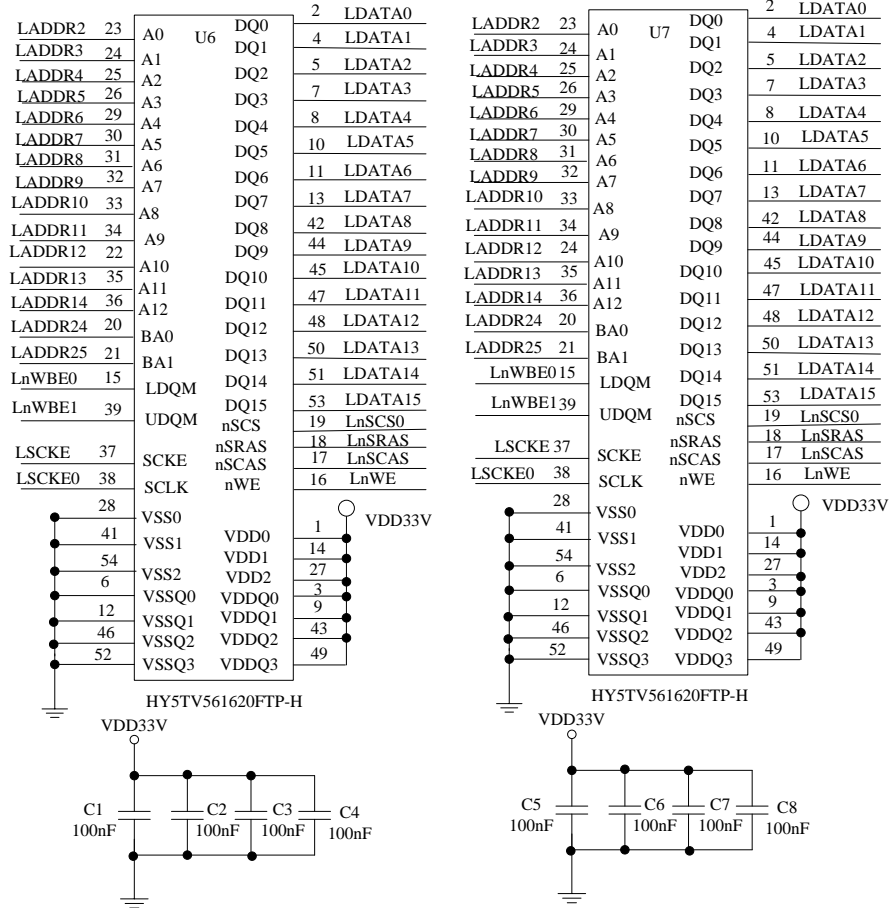 U6
LADDR2 23 A0
LADDR3 24 A1
LADDR4 25 A2
LADDR5 26 A3
LADDR6 29 A4
LADDR7 30 A5
LADDR8 31 A6
LADDR9 32 A7
LADDR10 33 A8
LADDR11 34 A9
LADDR12 22 A10
LADDR13 35 A11
LADDR14 36 A12
LADDR24 20 BA0
LADDR25 21 BA1
LnWBE0 15 LDQM
LnWBE1 39 UDQM
LSCKE 37 SCKE
LSCKE0 38 SCLK
28 VSS0
41 VSS1
54 VSS2
6 VSSQ0
12 VSSQ1
46 VSSQ2
52 VSSQ3
DQ0 2 LDATA0
DQ1 4 LDATA1
DQ2 5 LDATA2
DQ3 7 LDATA3
DQ4 8 LDATA4
DQ5 10 LDATA5
DQ6 11 LDATA6
DQ7 13 LDATA7
DQ8 42 LDATA8
DQ9 44 LDATA9
DQ10 45 LDATA10
DQ11 47 LDATA11
DQ12 48 LDATA12
DQ13 50 LDATA13
DQ14 51 LDATA14
DQ15 53 LDATA15
nSCS 19 LnSCS0
nSRAS 18 LnSRAS
nSCAS 17 LnSCAS
nWE 16 LnWE
VDD33V
VDD0 1
VDD1 14
VDD2 27
VDDQ0 3
VDDQ1 9
VDDQ2 43
VDDQ3 49
HY5TV561620FTP-H
U7
LADDR2 23 A0
LADDR3 24 A1
LADDR4 25 A2
LADDR5 26 A3
LADDR6 29 A4
LADDR7 30 A5
LADDR8 31 A6
LADDR9 32 A7
LADDR10 33 A8
LADDR11 34 A9
LADDR12 24 A10
LADDR13 35 A11
LADDR14 36 A12
LADDR24 20 BA0
LADDR25 21 BA1
LnWBE0 15 LDQM
LnWBE1 39 UDQM
LSCKE 37 SCKE
LSCKE0 38 SCLK
28 VSS0
41 VSS1
54 VSS2
6 VSSQ0
12 VSSQ1
46 VSSQ2
52 VSSQ3
DQ0 2 LDATA0
DQ1 4 LDATA1
DQ2 5 LDATA2
DQ3 7 LDATA3
DQ4 8 LDATA4
DQ5 10 LDATA5
DQ6 11 LDATA6
DQ7 13 LDATA7
DQ8 42 LDATA8
DQ9 44 LDATA9
DQ10 45 LDATA10
DQ11 47 LDATA11
DQ12 48 LDATA12
DQ13 50 LDATA13
DQ14 51 LDATA14
DQ15 53 LDATA15
nSCS 19 LnSCS0
nSRAS 18 LnSRAS
nSCAS 17 LnSCAS
nWE 16 LnWE
VDD33V
VDD0 1
VDD1 14
VDD2 27
VDDQ0 3
VDDQ1 9
VDDQ2 43
VDDQ3 49
HY5TV561620FTP-H
VDD33V
C1 C2 C3 C4
100nF 100nF 100nF 100nF
VDD33V
C5 C6 C7 C8
100nF 100nF 100nF 100nF